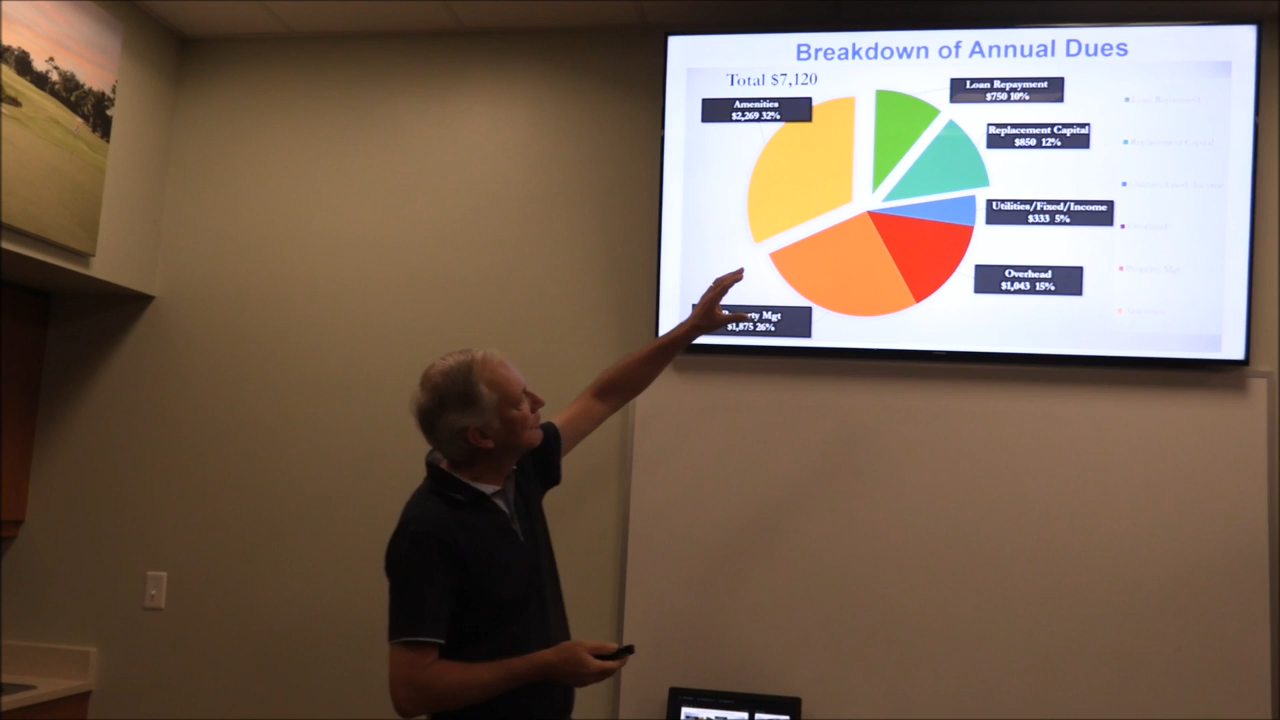 Breakdown of Annual Dues
Total $7,120
Amenities
$2,269 32%
Loan Repayment
$750 10%
Replacement Capital
$850 12%
Utilities/Fixed/Income
$333 5%
Overhead
$1,043 15%
Mgt
$1,875 26%